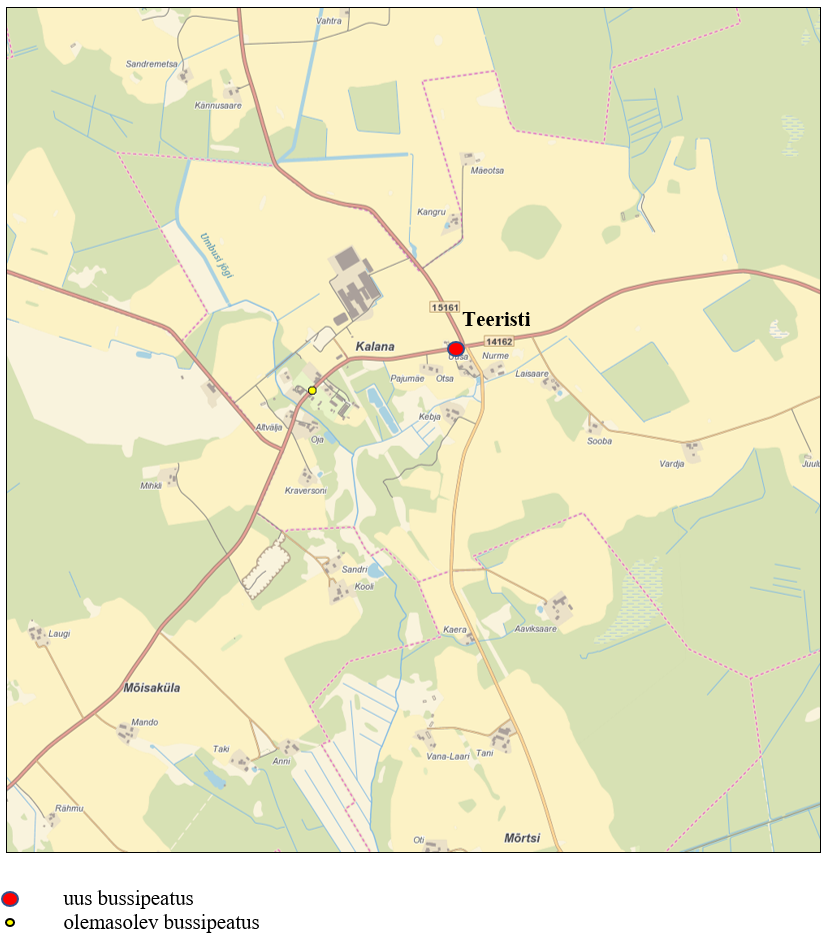 Vahtra
Sandremetsa
Kannusaare
Mäeotsa
Kangru
Umbusi jõgi
15161
Teeristi
14162
Kalana
Uusa
Nurme
Pajumäe
Otsa
Laisaare
Kebja
Altvälja
Oja
Sooba
Vardja
Mihkli
Kraversoni
Sandri
Kooli
Laugi
Kaera
Aaviksaare
Mõisaküla
Mando
Taki
Anni
Vana-Laari
Tani
Rähmu
Oti
Mõrtsi
uus bussipeatus
olemasolev bussipeatus